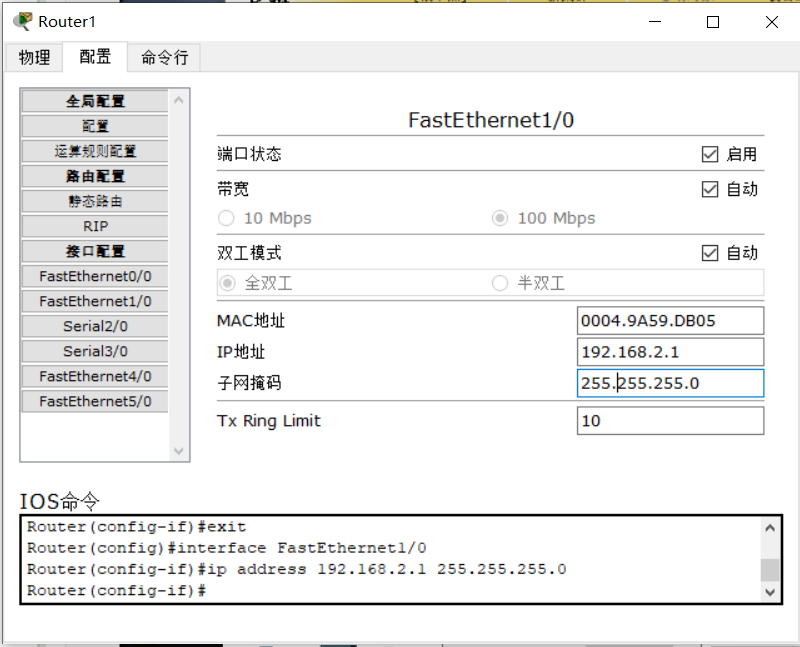 Router1
物理 配置 命令行
全局配置
配置
运算规则配置
路由配置
静态路由
RIP
接口配置
FastEthernet0/0
FastEthernet1/0
Serial2/0
Serial3/0
FastEthernet4/0
FastEthernet5/0
FastEthernet1/0
端口状态 启用
带宽 自动
10 Mbps 100 Mbps
双工模式 自动
全双工 半双工
MAC地址 0004.9A59.DB05
IP地址 192.168.2.1
子网掩码 255.255.255.0
Tx Ring Limit 10
IOS命令
Router(config-if)#exit
Router(config)#interface FastEthernet1/0
Router(config-if)#ip address 192.168.2.1 255.255.255.0
Router(config-if)#